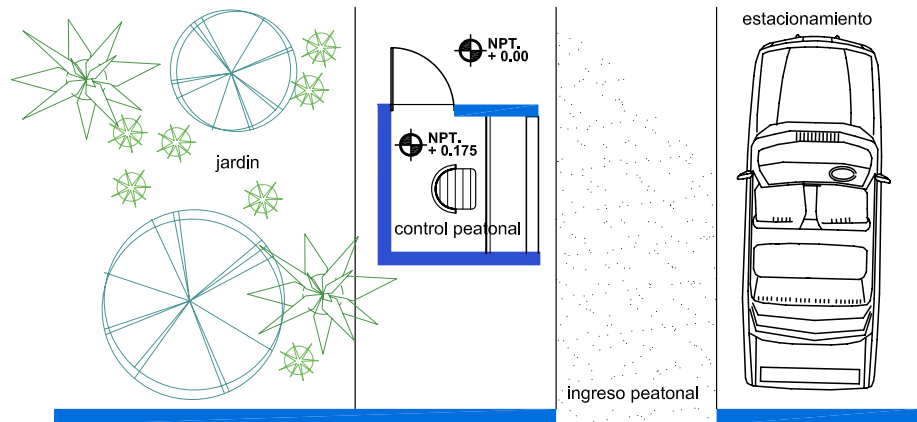 estacionamiento
NPT.
+ 0.00
NPT.
+ 0.175
jardin
control peatonal
ingreso peatonal